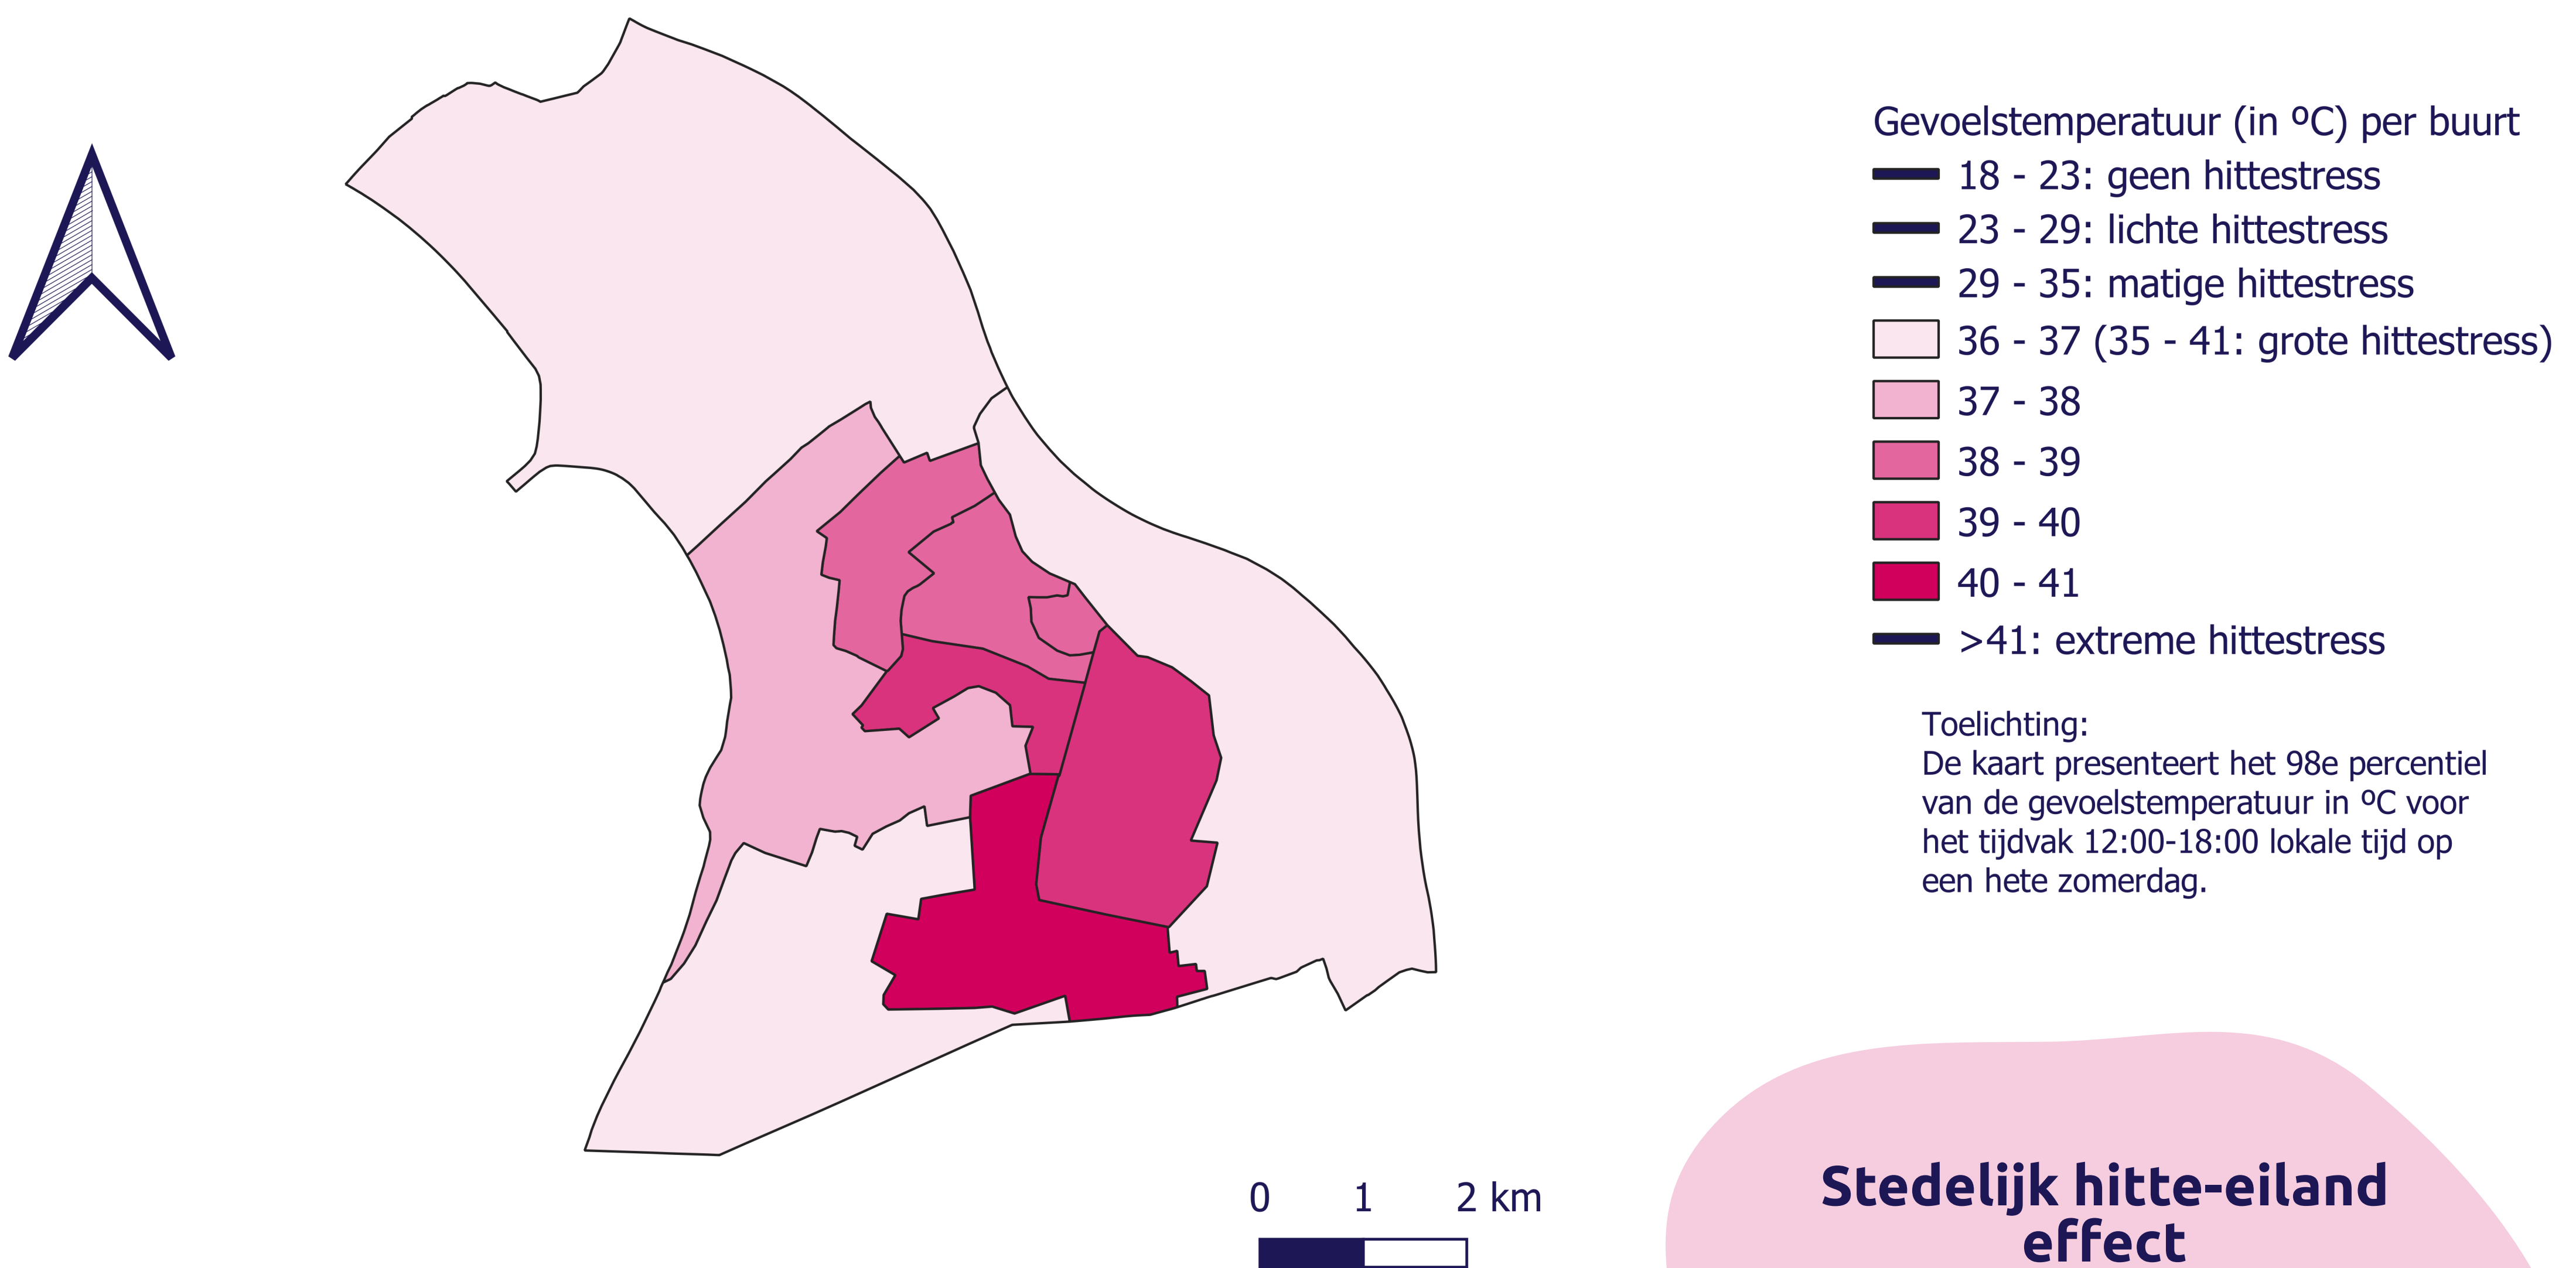 Gevoelstemperatuur (in ºC) per buurt
18 - 23: geen hittestress
23 - 29: lichte hittestress
29 - 35: matige hittestress
36 - 37 (35 - 41: grote hittestress)
37 - 38
38 - 39
39 - 40
40 - 41
>41: extreme hittestress
Toelichting:
De kaart presenteert het 98e percentiel
van de gevoelstemperatuur in ºC voor
het tijdvak 12:00-18:00 lokale tijd op
een hete zomerdag.
0 1 2 km
Stedelijk hitte-eiland
effect